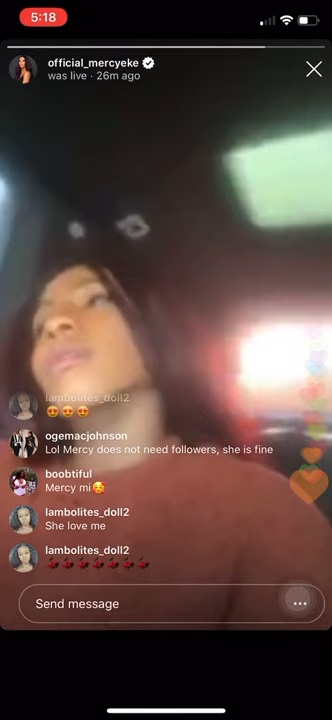 5:18
official_mercyeke
was live · 26m ago
lambolites_doll2
😍😍😍
ogemacjohnson
Lol Mercy does not need followers, she is fine
boobtiful
Mercy mi🥰
lambolites_doll2
She love me
lambolites_doll2
💃💃💃💃💃💃💃
Send message